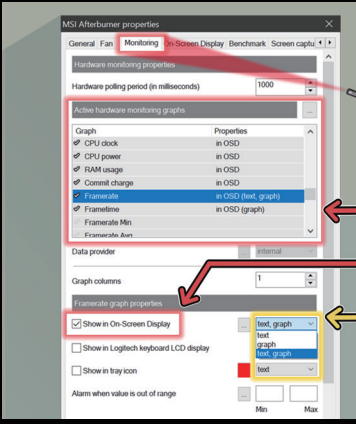 MSI Afterburner properties
General Fan Monitoring On-Screen Display Benchmark Screen captu
Hardware monitoring properties
Hardware polling period (in milliseconds) 1000
Active hardware monitoring graphs ...
Graph Properties
CPU clock in OSD
CPU power in OSD
RAM usage in OSD
Commit charge in OSD
Framerate in OSD (text, graph)
Frametime in OSD (graph)
Framerate Min
Framerate Avg
Data provider ... internal
Graph columns 1
Framerate graph properties
Show in On-Screen Display ... text, graph
text
graph
Show in Logitech keyboard LCD display text, graph
Show in tray icon text
Alarm when value is out of range ...
Min Max